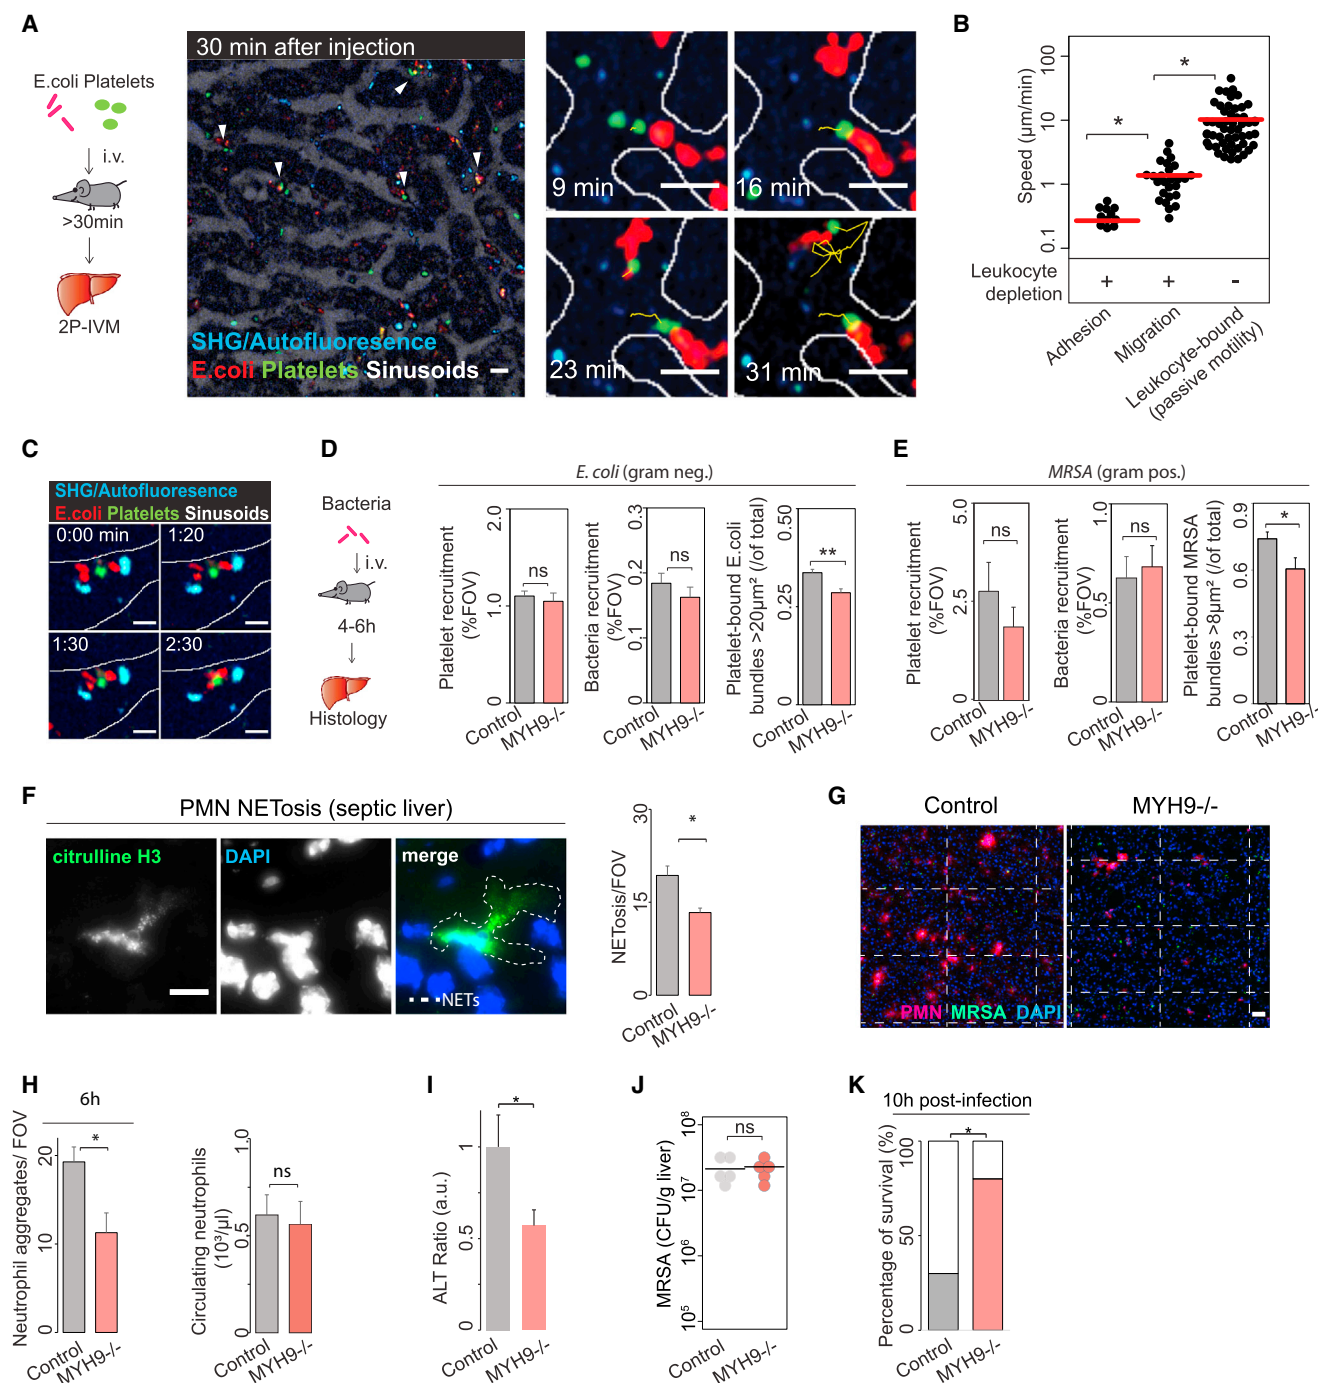 A
E.coli Platelets
i.v.
>30min
2P-IVM
30 min after injection
SHG/Autofluoresence
E.coli Platelets Sinusoids
9 min
16 min
23 min
31 min
B
Speed (µm/min)
100
10
1
0.1
*
*
Leukocyte
depletion
+
+
-
Adhesion
Migration
Leukocyte-bound
(passive motility)
C
SHG/Autofluoresence
E.coli Platelets Sinusoids
0:00 min
1:20
1:30
2:30
D
Bacteria
i.v.
4-6h
Histology
E. coli (gram neg.)
Platelet recruitment
(%FOV)
2.0
1.0
0
ns
Control
MYH9-/-
Bacteria recruitment
(%FOV)
0.3
0.2
0.1
0
ns
Control
MYH9-/-
Platelet-bound E.coli
bundles >20µm² (/of total)
0.50
0.25
0.00
**
Control
MYH9-/-
E
MRSA (gram pos.)
Platelet recruitment
(%FOV)
5.0
2.5
0
ns
Control
MYH9-/-
Bacteria recruitment
(%FOV)
1.0
0.5
0
ns
Control
MYH9-/-
Platelet-bound MRSA
bundles >8µm² (/of total)
0.9
0.6
0.3
0
*
Control
MYH9-/-
F
PMN NETosis (septic liver)
citrulline H3
DAPI
merge
NETs
NETosis/FOV
30
15
0
*
Control
MYH9-/-
G
Control
MYH9-/-
PMN MRSA DAPI
H
6h
Neutrophil aggregates/ FOV
20
10
0
*
Control
MYH9-/-
Circulating neutrophils
(10³/µl)
1.0
0.5
0
ns
Control
MYH9-/-
I
ALT Ratio (a.u.)
1
0.5
0
*
Control
MYH9-/-
J
MRSA (CFU/g liver)
10⁸
10⁷
10⁶
10⁵
ns
Control
MYH9-/-
K
10h post-infection
Percentage of survival (%)
100
50
0
*
Control
MYH9-/-